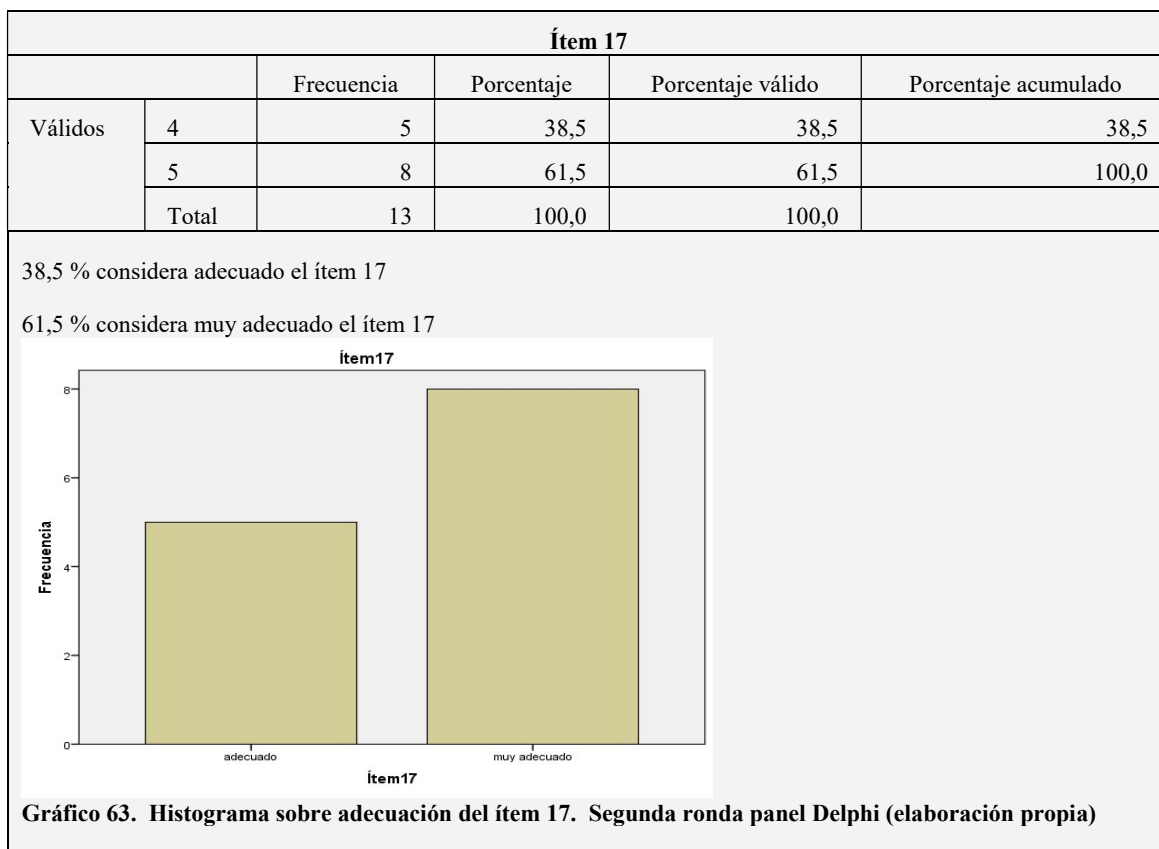 Ítem 17
Frecuencia Porcentaje Porcentaje válido Porcentaje acumulado
Válidos 4 5 38,5 38,5 38,5
5 8 61,5 61,5 100,0
Total 13 100,0 100,0
38,5 % considera adecuado el ítem 17
61,5 % considera muy adecuado el ítem 17
Ítem17
8
6
Frecuencia
4
2
0
adecuado muy adecuado
Ítem17
Gráfico 63. Histograma sobre adecuación del ítem 17. Segunda ronda panel Delphi (elaboración propia)